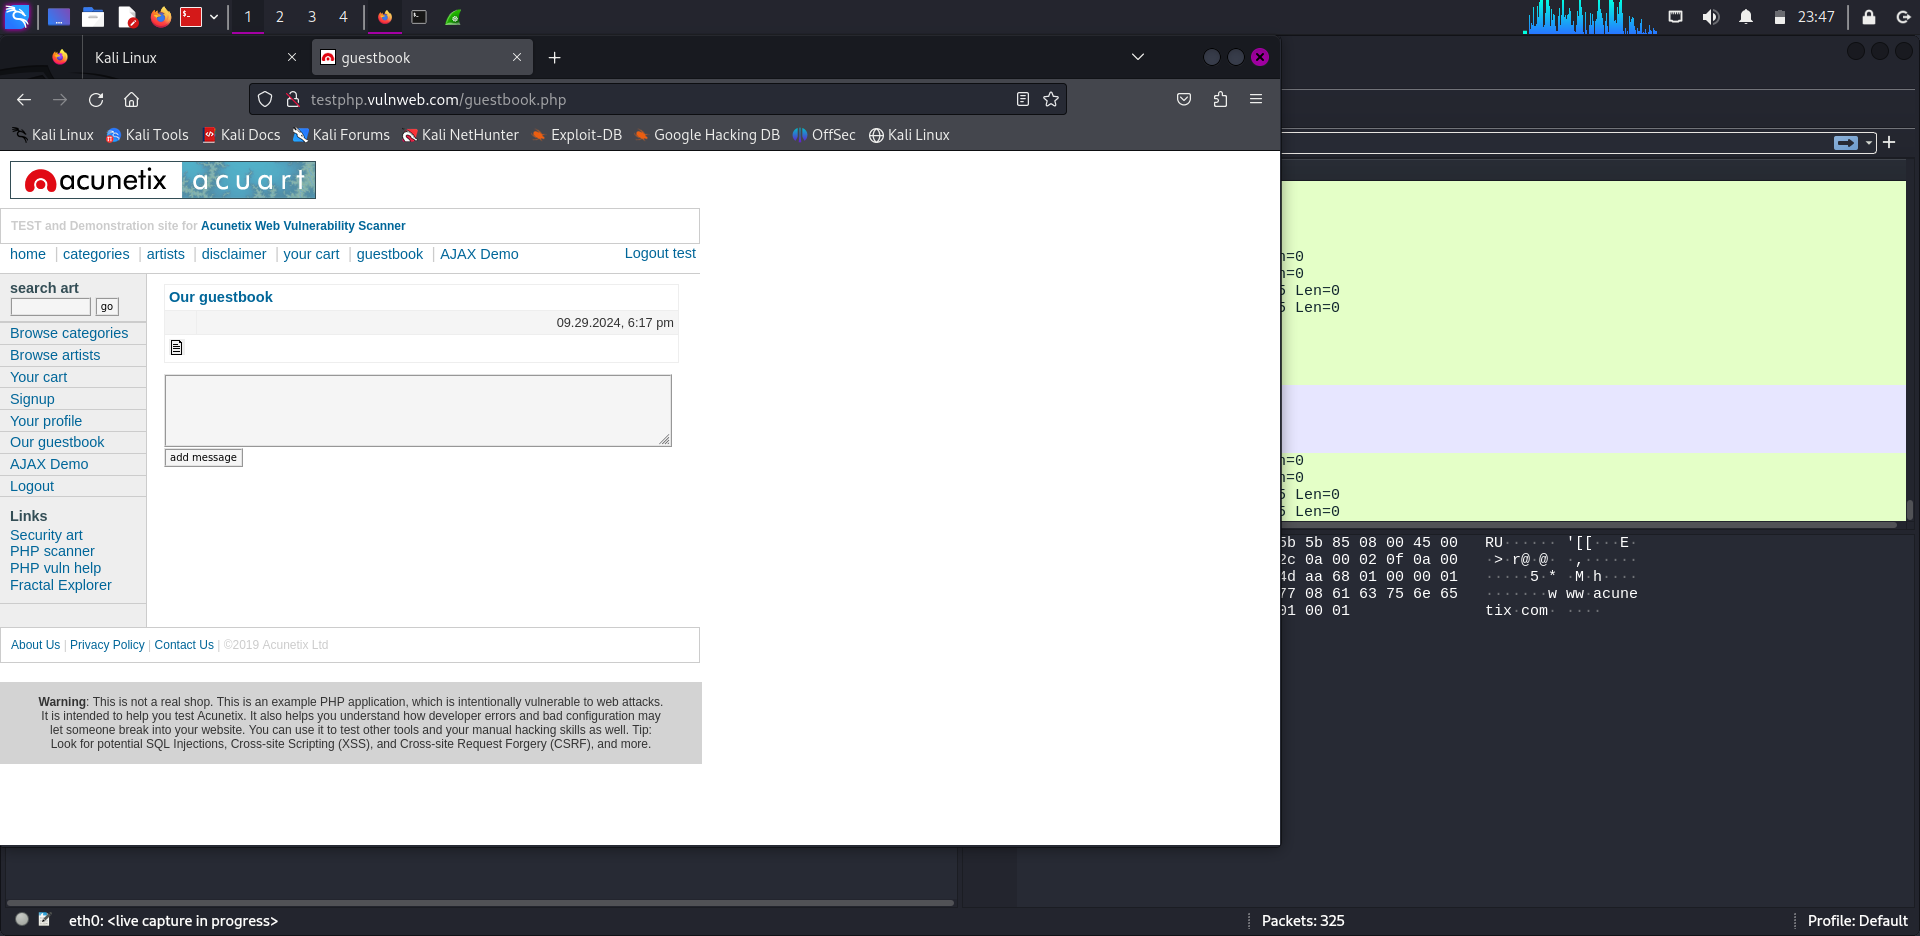 1 2 3 4 23:47
Kali Linux guestbook
testphp.vulnweb.com/guestbook.php
Kali Linux Kali Tools Kali Docs Kali Forums Kali NetHunter Exploit-DB Google Hacking DB OffSec Kali Linux
acunetix acuart
TEST and Demonstration site for Acunetix Web Vulnerability Scanner
home | categories | artists | disclaimer | your cart | guestbook | AJAX Demo Logout test
search art
go
Browse categories
Browse artists
Your cart
Signup
Your profile
Our guestbook
AJAX Demo
Logout
Links
Security art
PHP scanner
PHP vuln help
Fractal Explorer
Our guestbook
09.29.2024, 6:17 pm
add message
About Us | Privacy Policy | Contact Us | ©2019 Acunetix Ltd
Warning: This is not a real shop. This is an example PHP application, which is intentionally vulnerable to web attacks.
It is intended to help you test Acunetix. It also helps you understand how developer errors and bad configuration may
let someone break into your website. You can use it to test other tools and your manual hacking skills as well. Tip:
Look for potential SQL Injections, Cross-site Scripting (XSS), and Cross-site Request Forgery (CSRF), and more.
=0
=0
Len=0
Len=0
=0
=0
Len=0
Len=0
5b 5b 85 08 00 45 00 RU······ '[[···E·
2c 0a 00 02 0f 0a 00 ·>·r@·@· ·,······
4d aa 68 01 00 00 01 ·····5·* ·M·h····
77 08 61 63 75 6e 65 ·······w ww·acune
01 00 01 tix·com· ····
eth0: <live capture in progress> Packets: 325 Profile: Default